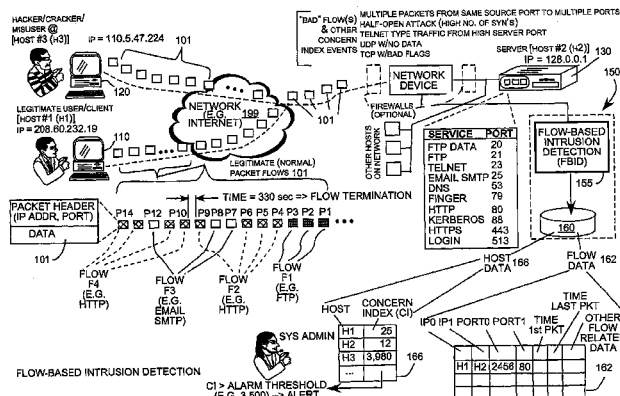 HACKER/CRACKER/
MISUSER @
[HOST #3 (H3)]
IP = 110.5.47.224
101
120
LEGITIMATE USER/CLIENT
[HOST#1 (H1)]
IP = 208.60.232.19
110
NETWORK
(E.G. 199
INTERNET)
101
LEGITIMATE (NORMAL)
PACKET FLOWS 101
"BAD" FLOW(S)
& OTHER
CONCERN
INDEX EVENTS
MULTIPLE PACKETS FROM SAME SOURCE PORT TO MULTIPLE PORTS
HALF-OPEN ATTACK (HIGH NO. OF SYN'S)
TELNET TYPE TRAFFIC FROM HIGH SERVER PORT
UDP W/NO DATA
TCP W/BAD FLAGS
SERVER [HOST #2 (H2)]
IP = 128.0.0.1
130
NETWORK
DEVICE
FIREWALLS
(OPTIONAL)
OTHER HOSTS
ON NETWORK
150
SERVICE PORT
FTP DATA 20
FTP 21
TELNET 23
EMAIL SMTP 25
DNS 53
FINGER 79
HTTP 80
KERBEROS 88
HTTPS 443
LOGIN 513
FLOW-BASED
INTRUSION
DETECTION
(FBID)
155
160
HOST
DATA 166
FLOW
DATA
162
TIME = 330 sec => FLOW TERMINATION
PACKET HEADER
(IP ADDR, PORT)
DATA
101
P14 P12 P10 P9 P8 P7 P6 P5 P4 P3 P2 P1
FLOW
F4
(E.G.
HTTP)
FLOW
F3
(E.G.
EMAIL
SMTP)
FLOW
F2
(E.G.
HTTP)
FLOW
F1
(E.G.
FTP)
HOST
CONCERN
INDEX (CI)
H1 25
H2 12
H3 3,980
...
166
SYS ADMIN
CI > ALARM THRESHOLD
(E.G. 3,500) --> ALERT
IP0 IP1 PORT0 PORT1
TIME
1st PKT
TIME
LAST PKT
OTHER
FLOW
RELATE
DATA
H1 H2 2456 80
162
FLOW-BASED INTRUSION DETECTION